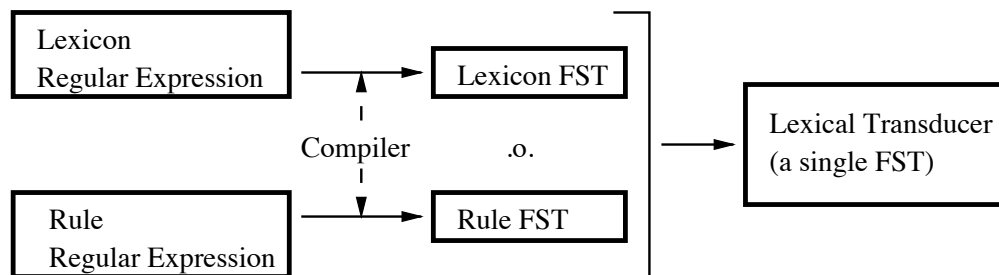 Lexicon
Regular Expression
Lexicon FST
Compiler
.o.
Lexical Transducer
(a single FST)
Rule
Regular Expression
Rule FST